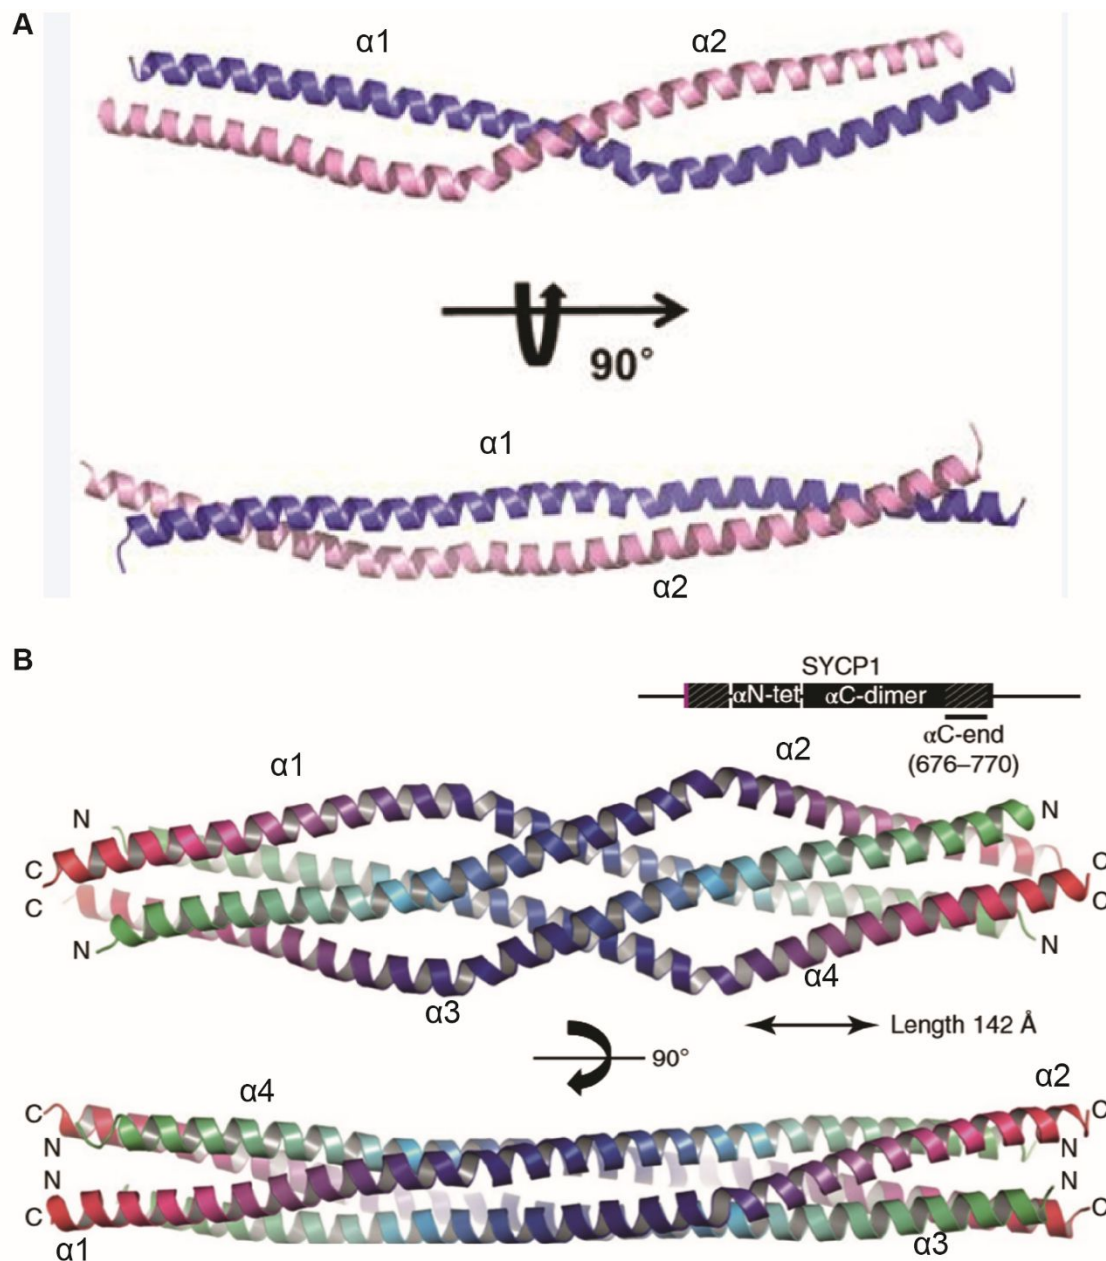 A
α1 α2
90°
α1
α2
B
SYCP1
αN-tet αC-dimer
αC-end
(676–770)
α1 α2
N N
C C
C C
N N
α3 α4
Length 142 Å
90°
α4 α2
C C
N N
N N
C C
α1 α3